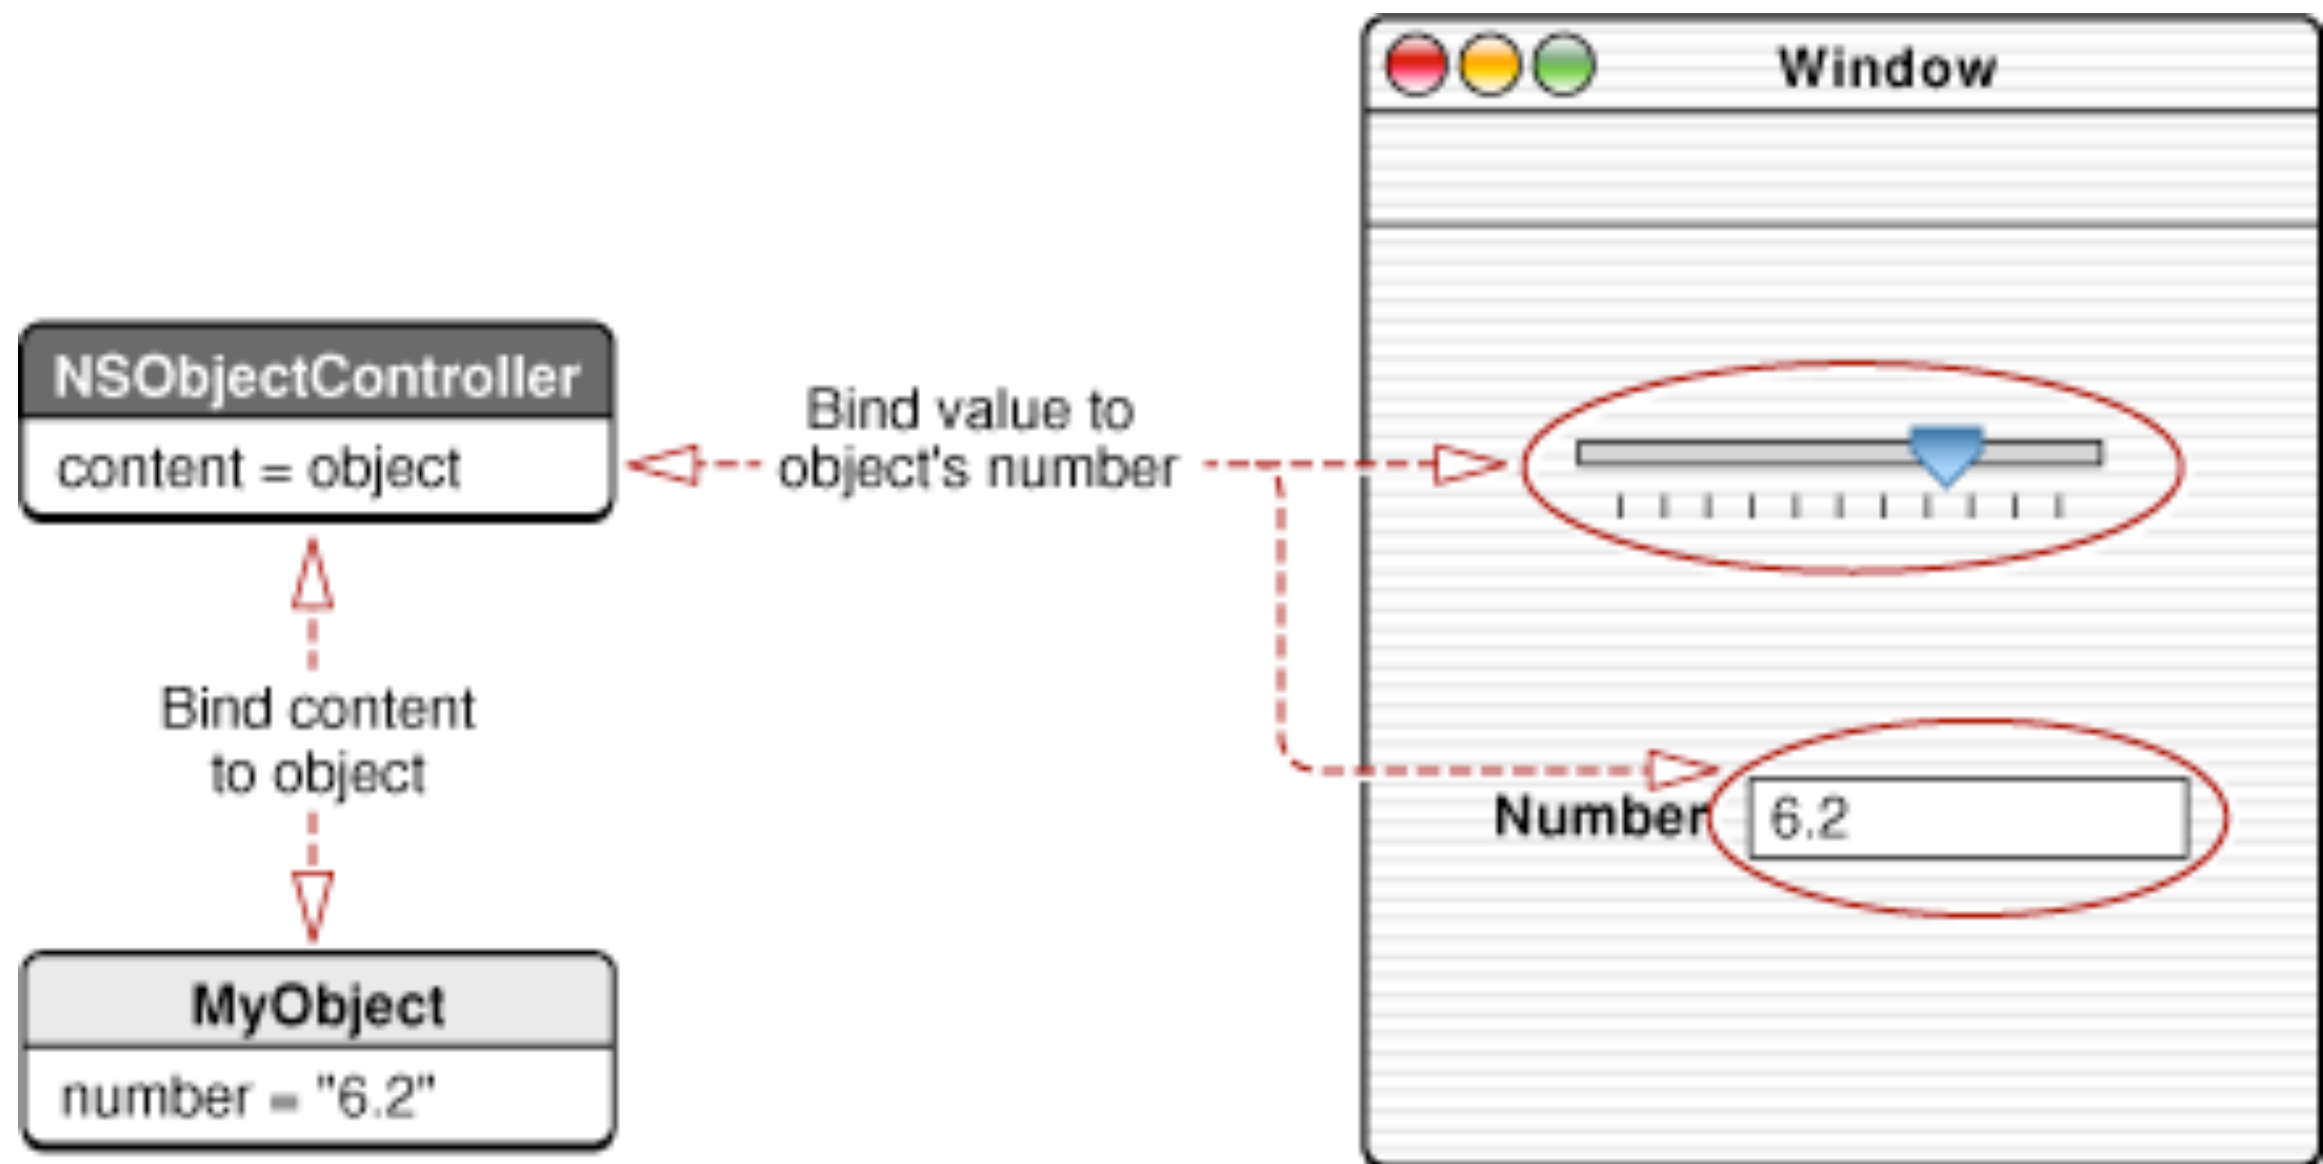 Window
NSObjectController
content = object
Bind value to
object's number
Bind content
to object
Number
6.2
MyObject
number = "6.2"